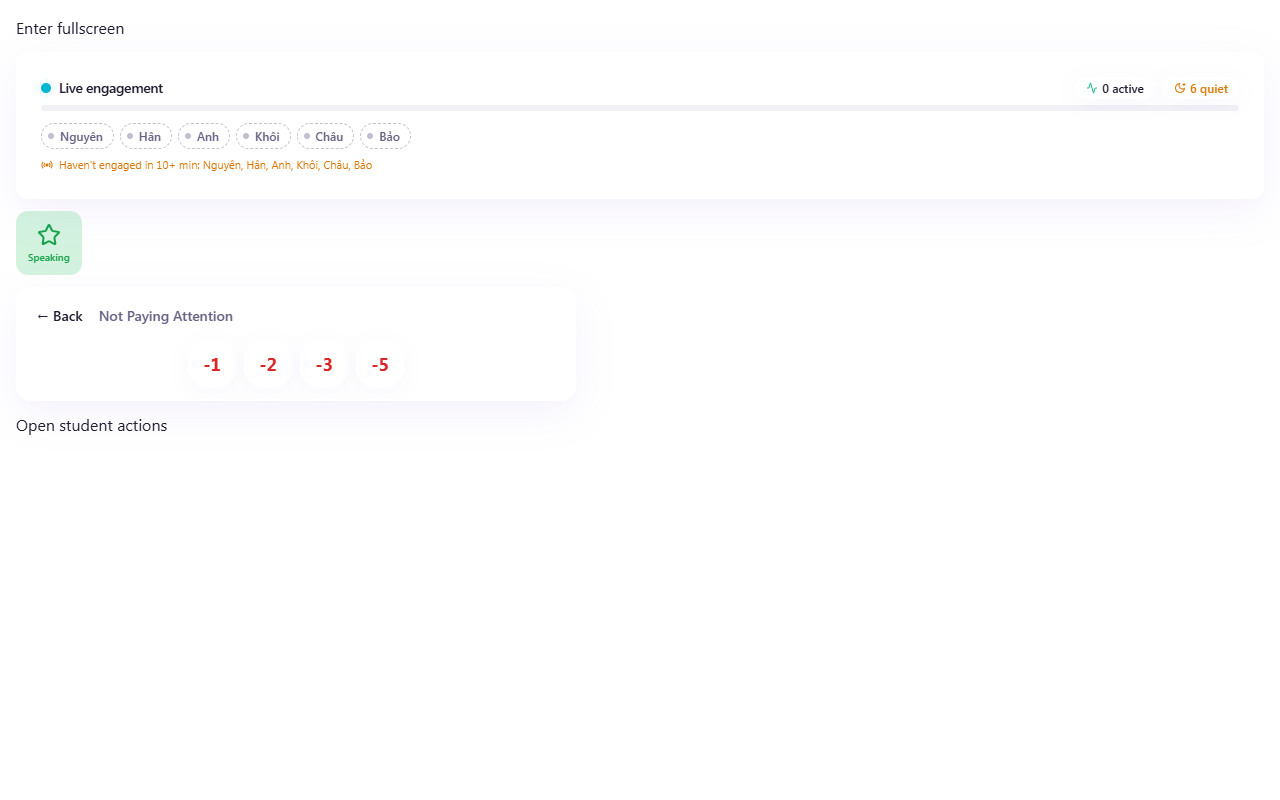 Enter fullscreen
Live engagement
0 active
6 quiet
Nguyên
Hân
Anh
Khôi
Châu
Bảo
Haven't engaged in 10+ min: Nguyên, Hân, Anh, Khôi, Châu, Bảo
Speaking
← Back
Not Paying Attention
-1
-2
-3
-5
Open student actions